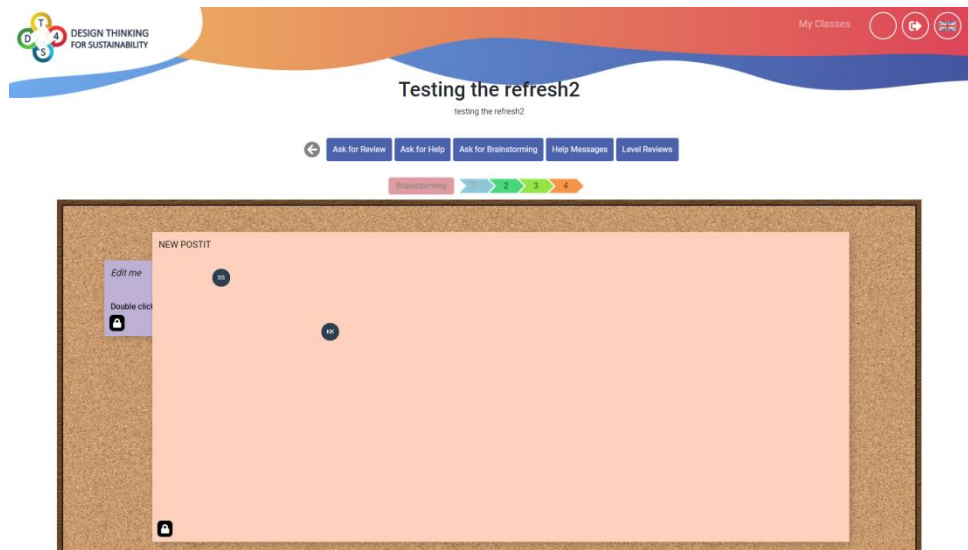 T
D 4
S
DESIGN THINKING
FOR SUSTAINABILITY
My Classes
Testing the refresh2
testing the refresh2
Ask for Review Ask for Help Ask for Brainstorming Help Messages Level Reviews
Brainstorming 2 3 4
NEW POSTIT
Edit me
SS
Double clic
KK